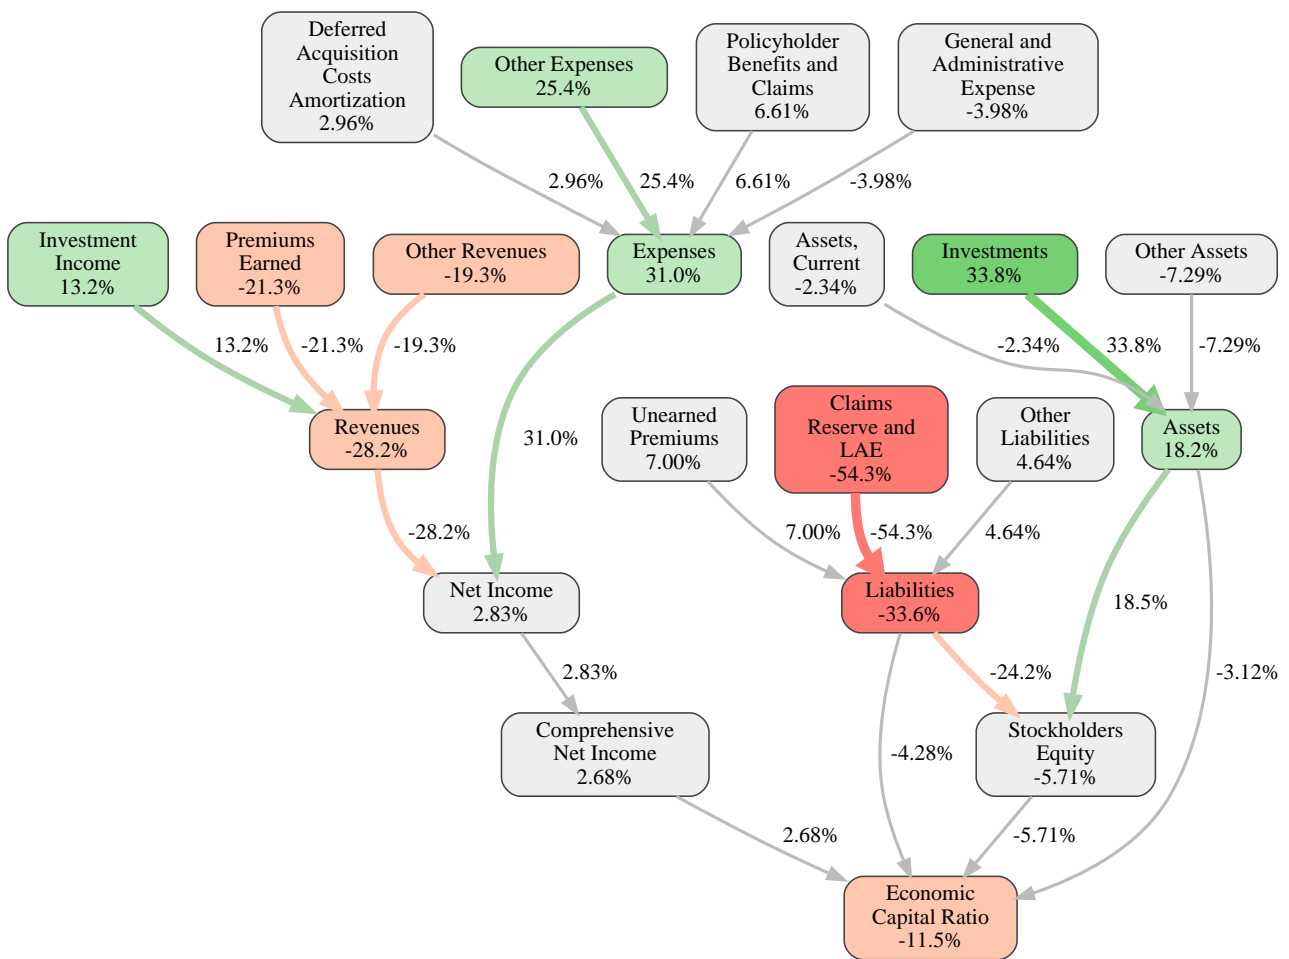 Deferred
Acquisition
Costs
Amortization
2.96%
Other Expenses
25.4%
Policyholder
Benefits and
Claims
6.61%
General and
Administrative
Expense
-3.98%
2.96%
25.4%
6.61%
-3.98%
Investment
Income
13.2%
Premiums
Earned
-21.3%
Other Revenues
-19.3%
Expenses
31.0%
Assets,
Current
-2.34%
Investments
33.8%
Other Assets
-7.29%
13.2%
-21.3%
-19.3%
-2.34%
33.8%
-7.29%
Revenues
-28.2%
31.0%
Unearned
Premiums
7.00%
Claims
Reserve and
LAE
-54.3%
Other
Liabilities
4.64%
Assets
18.2%
-28.2%
7.00%
-54.3%
4.64%
Net Income
2.83%
Liabilities
-33.6%
18.5%
2.83%
-24.2%
-3.12%
Comprehensive
Net Income
2.68%
-4.28%
Stockholders
Equity
-5.71%
2.68%
-5.71%
Economic
Capital Ratio
-11.5%